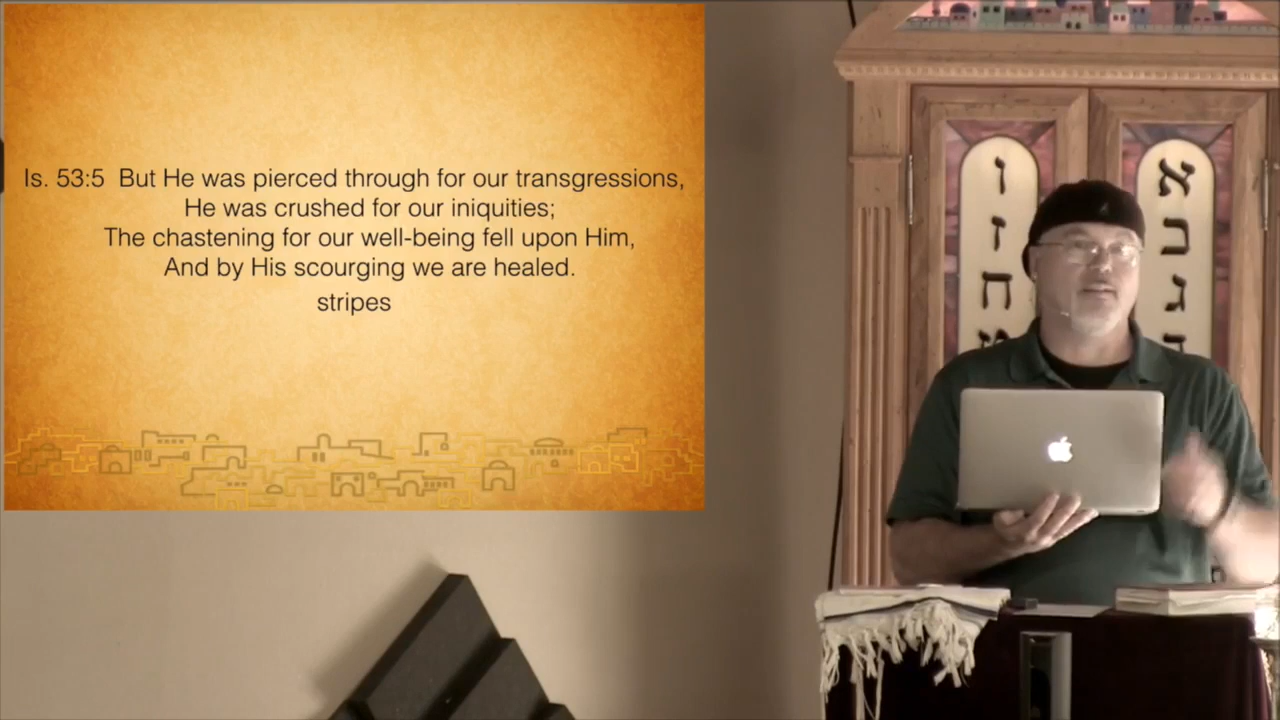 Is. 53:5  But He was pierced through for our transgressions,
He was crushed for our iniquities;
The chastening for our well-being fell upon Him,
And by His scourging we are healed.
stripes
ו
ז
ח
א
ב
ג